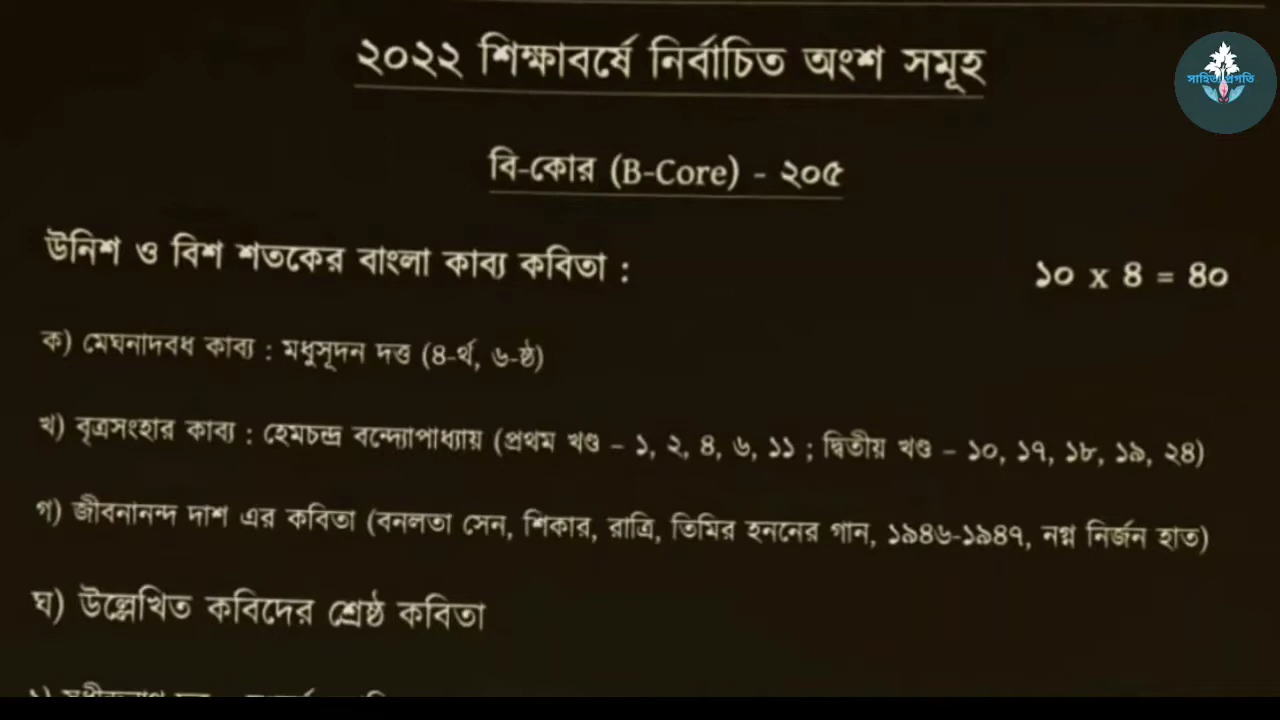 ২০২২ শিক্ষাবর্ষে নির্বাচিত অংশ সমূহ
সাহিত্য প্রগতি
বি-কোর (B-Core) - ২০৫
উনিশ ও বিশ শতকের বাংলা কাব্য কবিতা : ১০ x ৪ = ৪০
ক) মেঘনাদবধ কাব্য : মধুসূদন দত্ত (৪-র্থ, ৬-ষ্ঠ)
খ) বৃত্রসংহার কাব্য : হেমচন্দ্র বন্দ্যোপাধ্যায় (প্রথম খণ্ড - ১, ২, ৪, ৬, ১১ ; দ্বিতীয় খণ্ড - ১০, ১৭, ১৮, ১৯, ২৪)
গ) জীবনানন্দ দাশ এর কবিতা (বনলতা সেন, শিকার, রাত্রি, তিমির হননের গান, ১৯৪৬-১৯৪৭, নগ্ন নির্জন হাত)
ঘ) উল্লেখিত কবিদের শ্রেষ্ঠ কবিতা